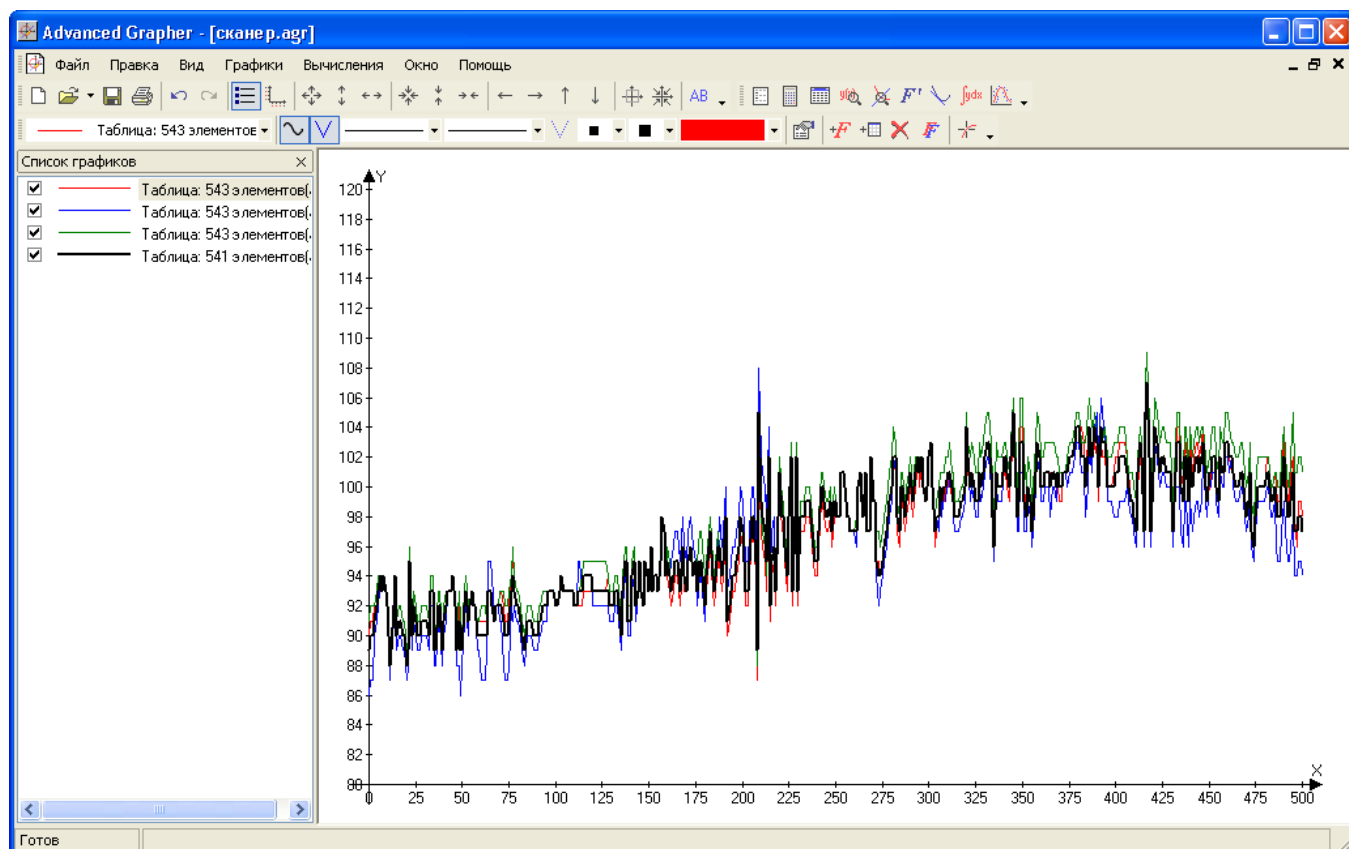 Advanced Grapher - [сканер.agr]
Файл Правка Вид Графики Вычисления Окно Помощь
AB
Таблица: 543 элементов
Список графиков
Таблица: 543 элементов(.
Таблица: 543 элементов(.
Таблица: 543 элементов(.
Таблица: 541 элементов(.
Y
120
118
116
114
112
110
108
106
104
102
100
98
96
94
92
90
88
86
84
82
X
0 25 50 75 100 125 150 175 200 225 250 275 300 325 350 375 400 425 450 475 500
Готов